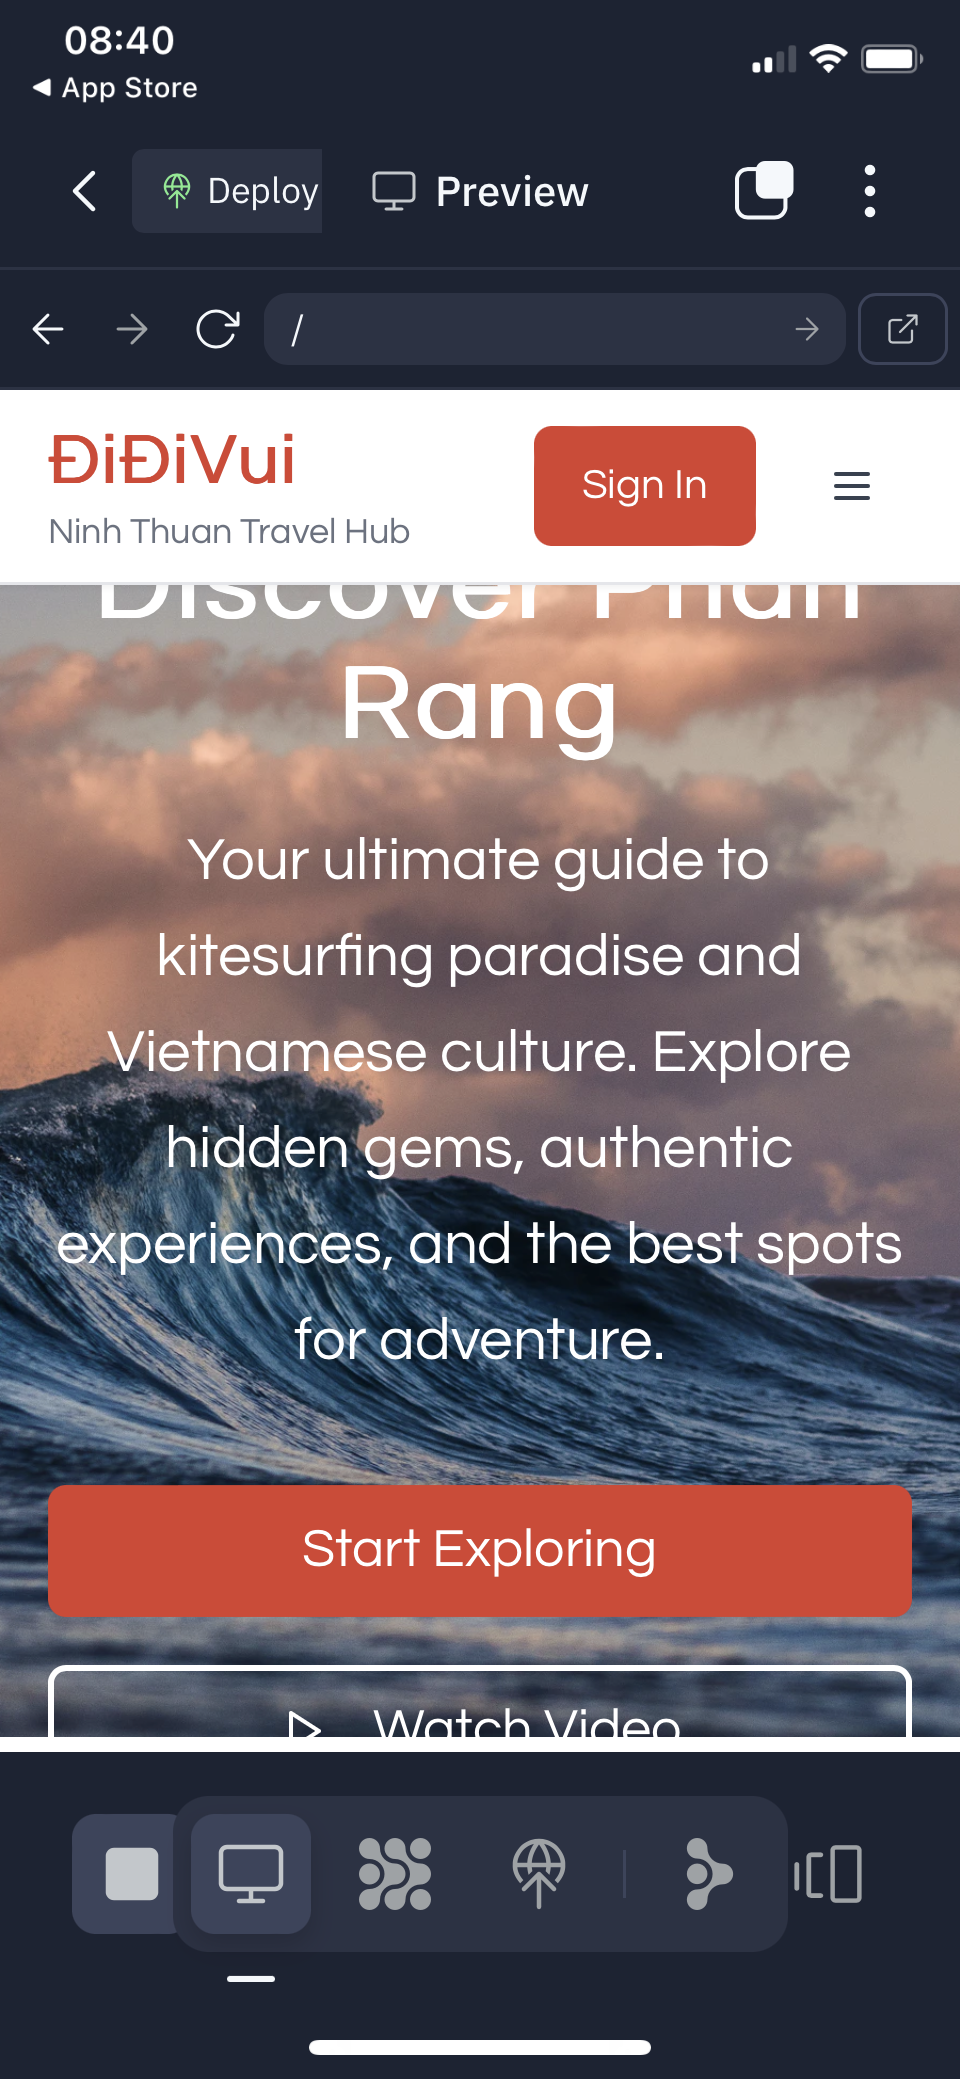 08:40
◀ App Store
Deploy
Preview
/
ĐiĐiVui
Ninh Thuan Travel Hub
Sign In
Discover Phan
Rang
Your ultimate guide to
kitesurfing paradise and
Vietnamese culture. Explore
hidden gems, authentic
experiences, and the best spots
for adventure.
Start Exploring
Watch Video